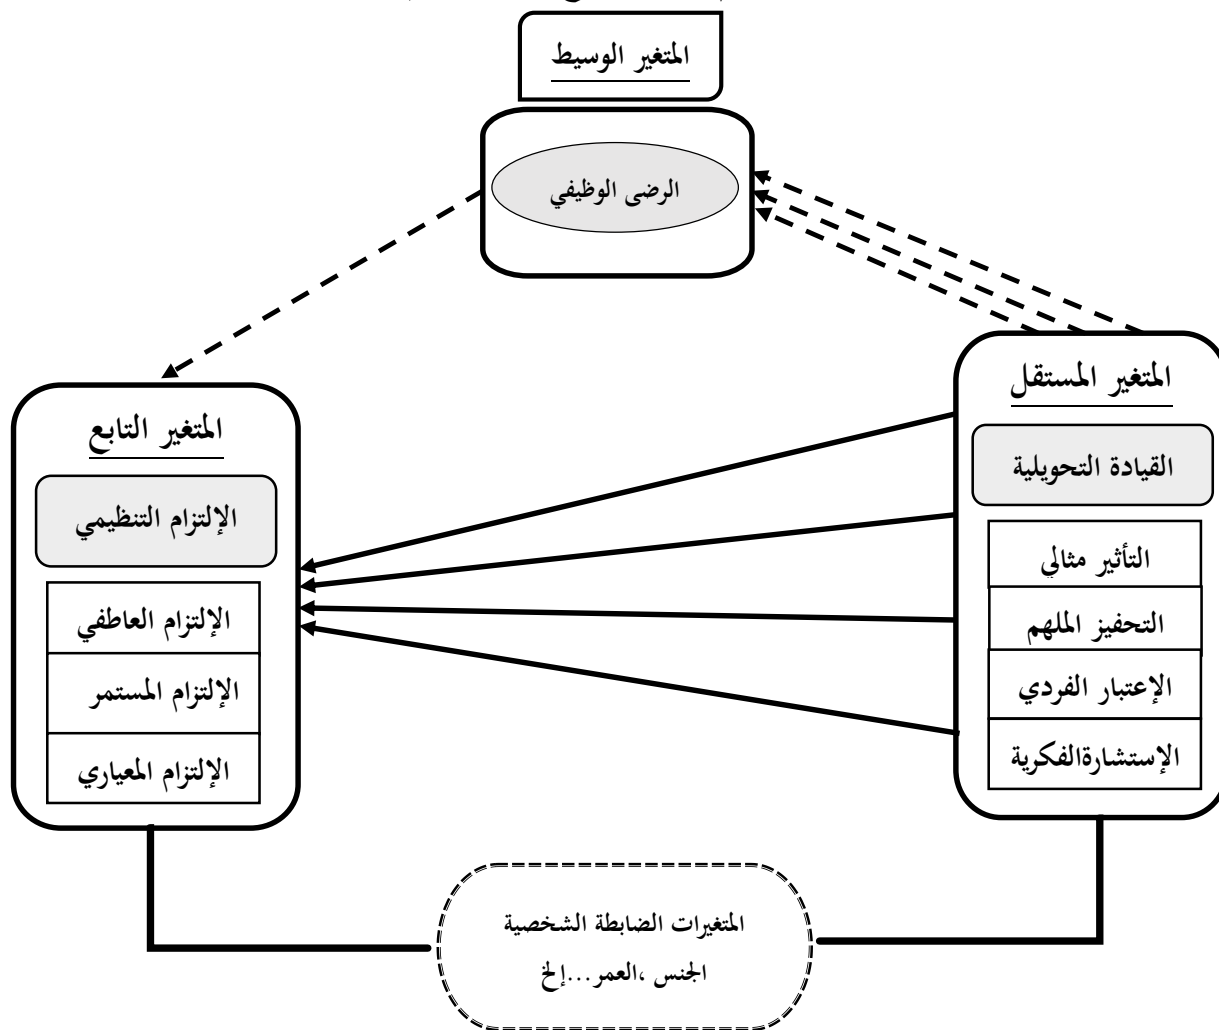 المتغير الوسيط
الرضى الوظيفي
المتغير المستقل
القيادة التحويلية
التأثير مثالي
التحفيز الملهم
الإعتبار الفردي
الإستشارةالفكرية
المتغير التابع
الإلتزام التنظيمي
الإلتزام العاطفي
الإلتزام المستمر
الإلتزام المعياري
المتغيرات الضابطة الشخصية
الجنس ،العمر...إلخ